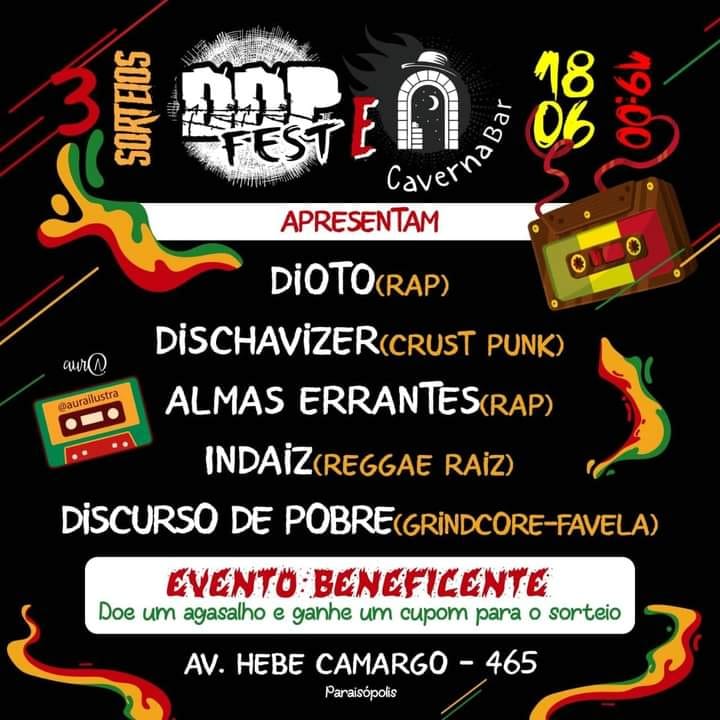 3 SORTEIOS
DDP FEST
E
CavernaBar
18
06
19:00
APRESENTAM
DiOTO(RAP)
DiSCHAViZER(CRUST PUNK)
ALMAS ERRANTES(RAP)
iNDAiZ(REGGAE RAiZ)
DiSCURSO DE POBRE(GRiNDCORE-FAVELA)
aur@
@aurailustra
EVENTO:BENEFICENTE
Doe um agasalho e ganhe um cupom para o sorteio
AV. HEBE CAMARGO - 465
Paraisópolis